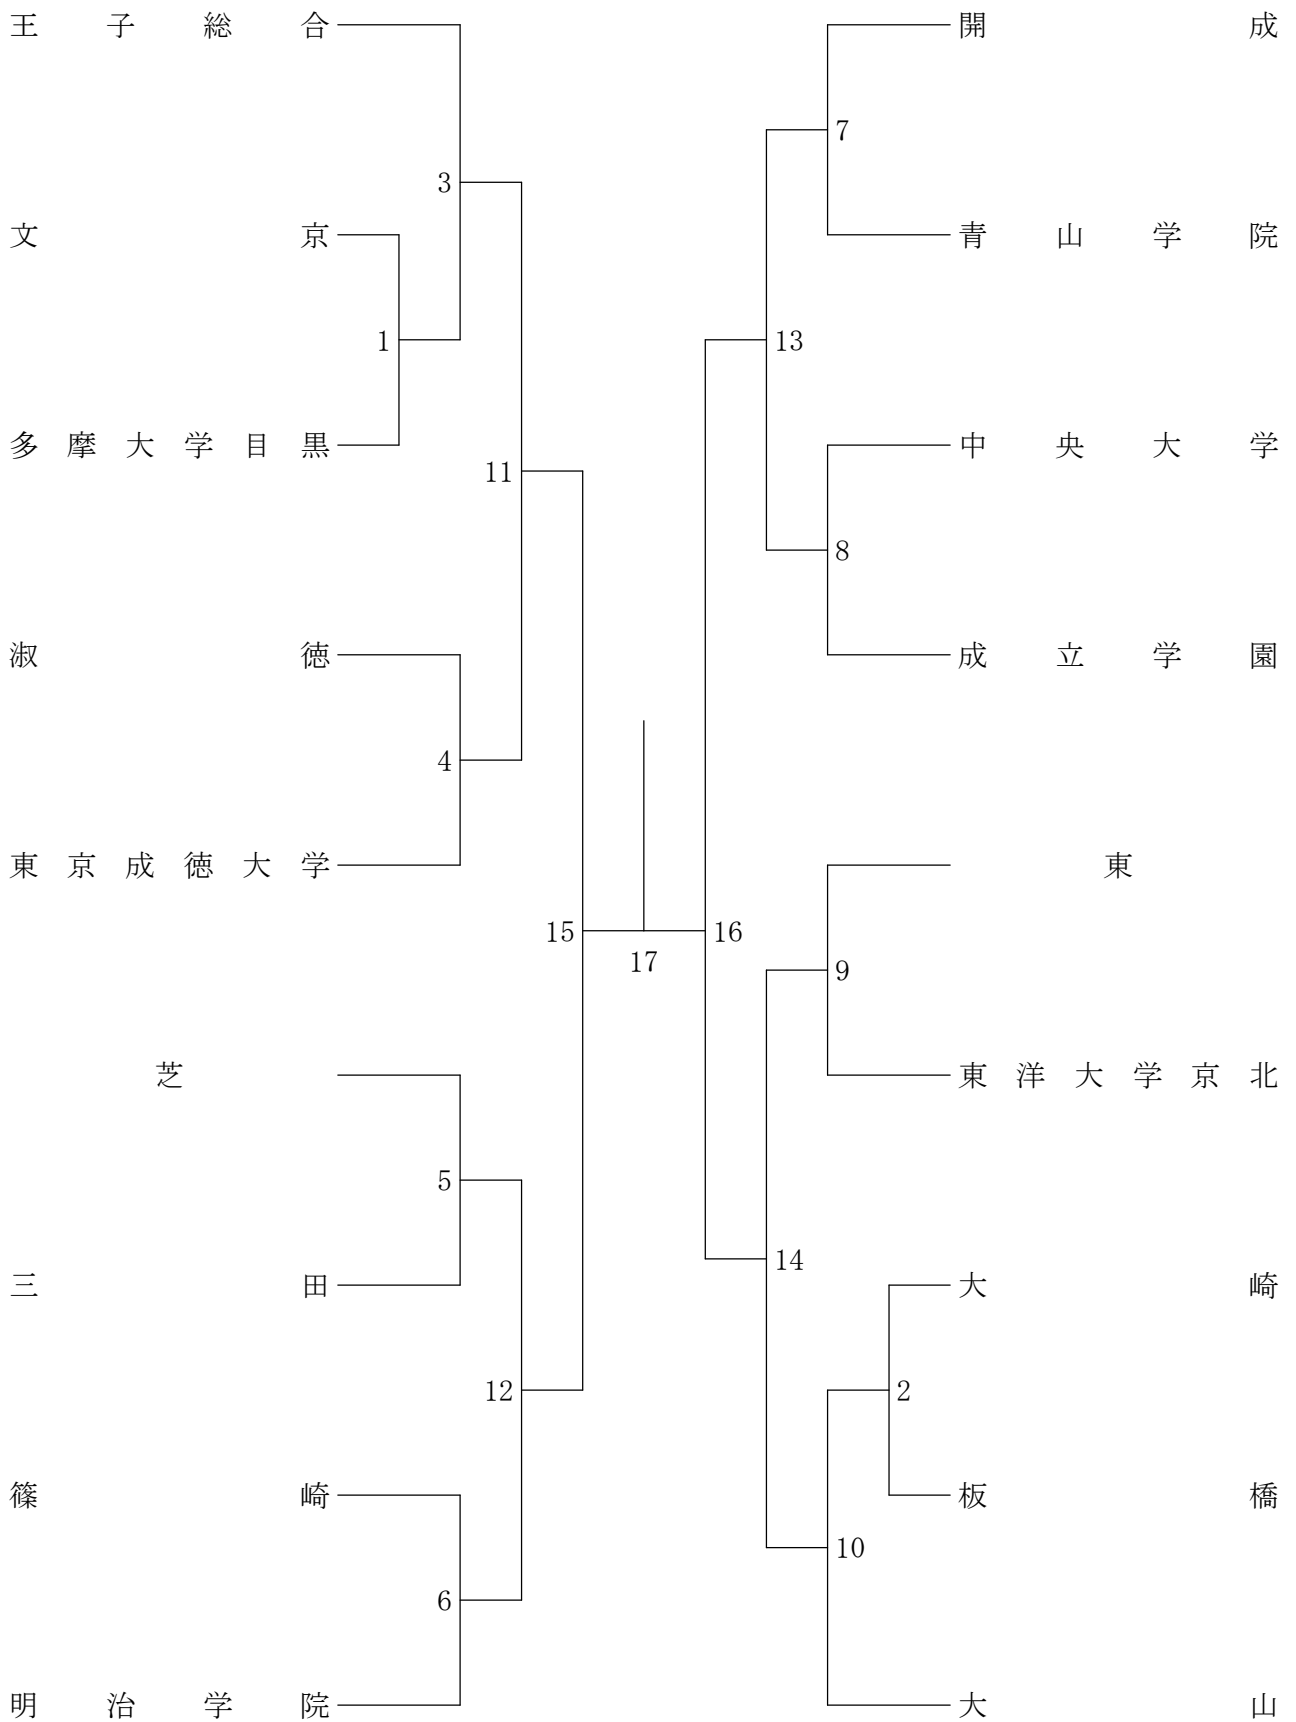 王子総合
3
文京
1
多摩大学目黒
11
淑徳
4
東京成徳大学
15
芝
5
三田
12
篠崎
6
明治学院
17
開成
7
青山学院
13
中央大学
8
成立学園
16
東
9
東洋大学京北
14
大崎
2
板橋
10
大山